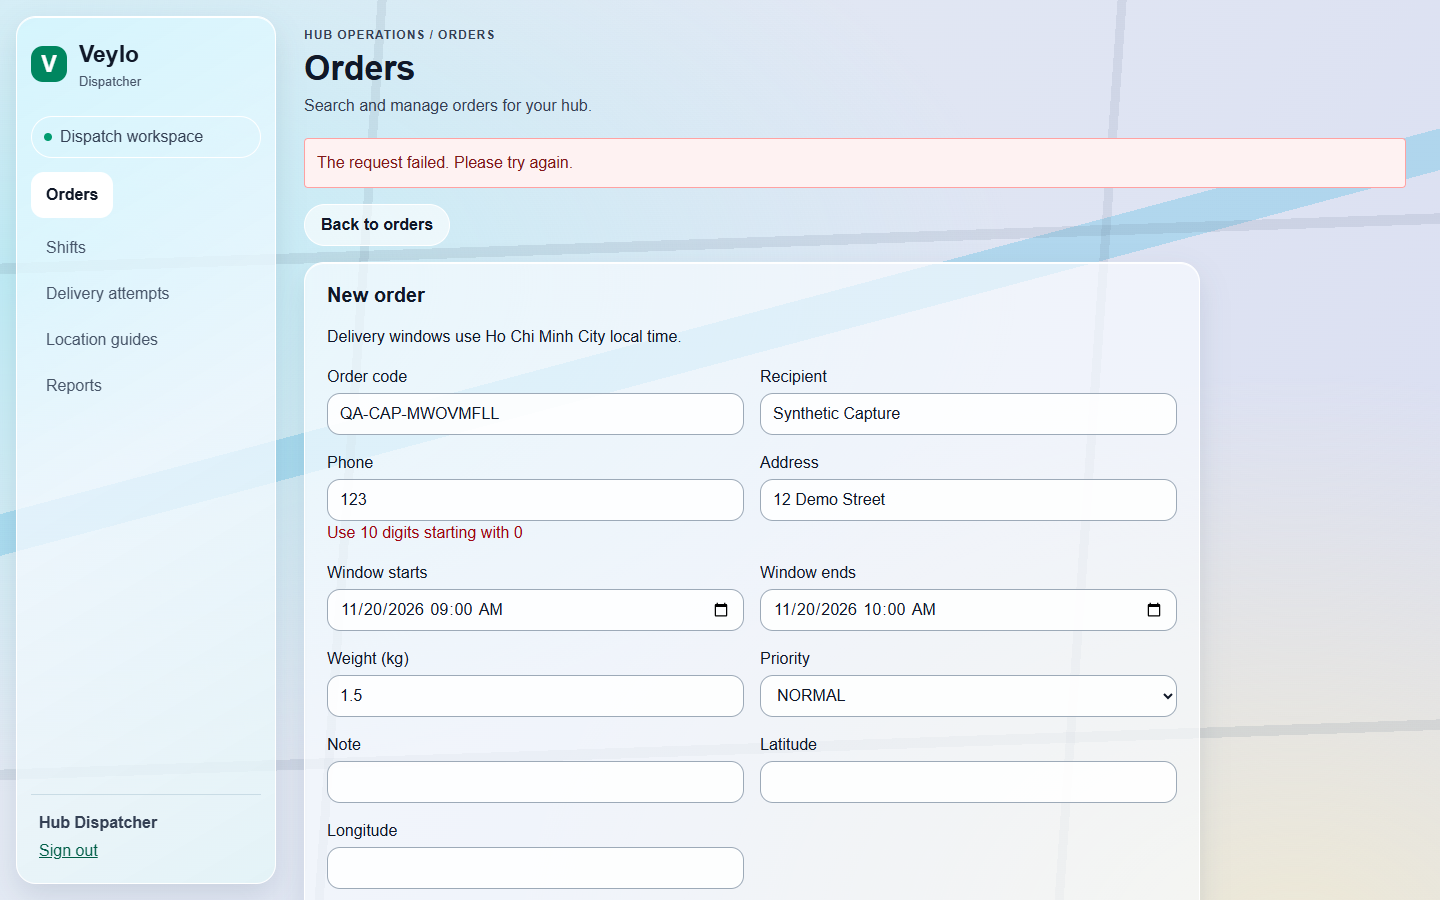 V
Veylo
Dispatcher
Dispatch workspace
Orders
Shifts
Delivery attempts
Location guides
Reports
Hub Dispatcher
Sign out
HUB OPERATIONS / ORDERS
Orders
Search and manage orders for your hub.
The request failed. Please try again.
Back to orders
New order
Delivery windows use Ho Chi Minh City local time.
Order code
QA-CAP-MWOVMFLL
Recipient
Synthetic Capture
Phone
123
Use 10 digits starting with 0
Address
12 Demo Street
Window starts
11/20/2026 09:00 AM
Window ends
11/20/2026 10:00 AM
Weight (kg)
1.5
Priority
NORMAL
Note
Latitude
Longitude